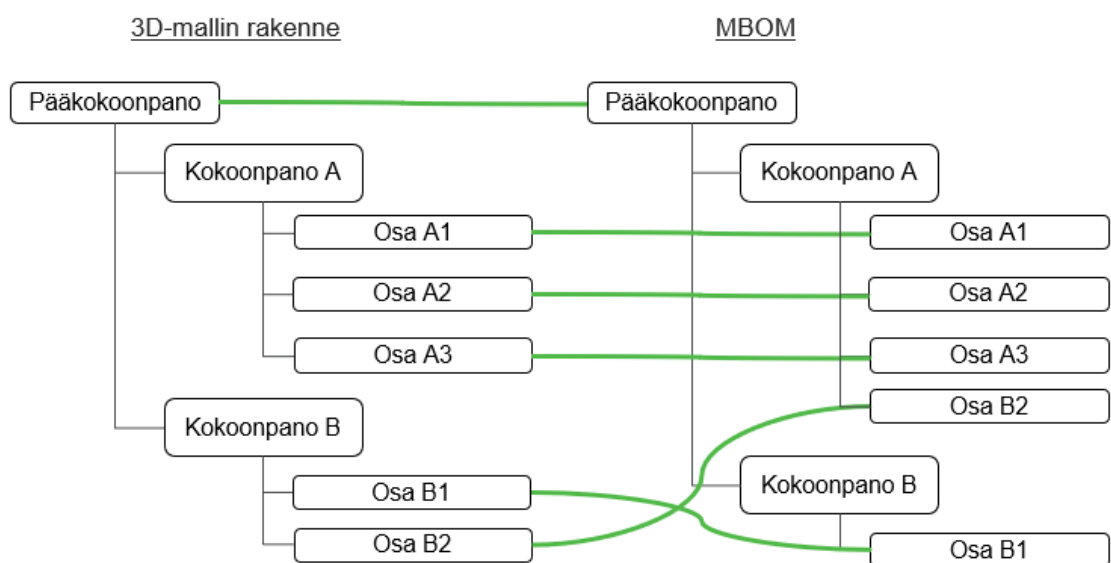 3D-mallin rakenne
Pääkokoonpano
Kokoonpano A
Osa A1
Osa A2
Osa A3
Kokoonpano B
Osa B1
Osa B2
MBOM
Pääkokoonpano
Kokoonpano A
Osa A1
Osa A2
Osa A3
Osa B2
Kokoonpano B
Osa B1